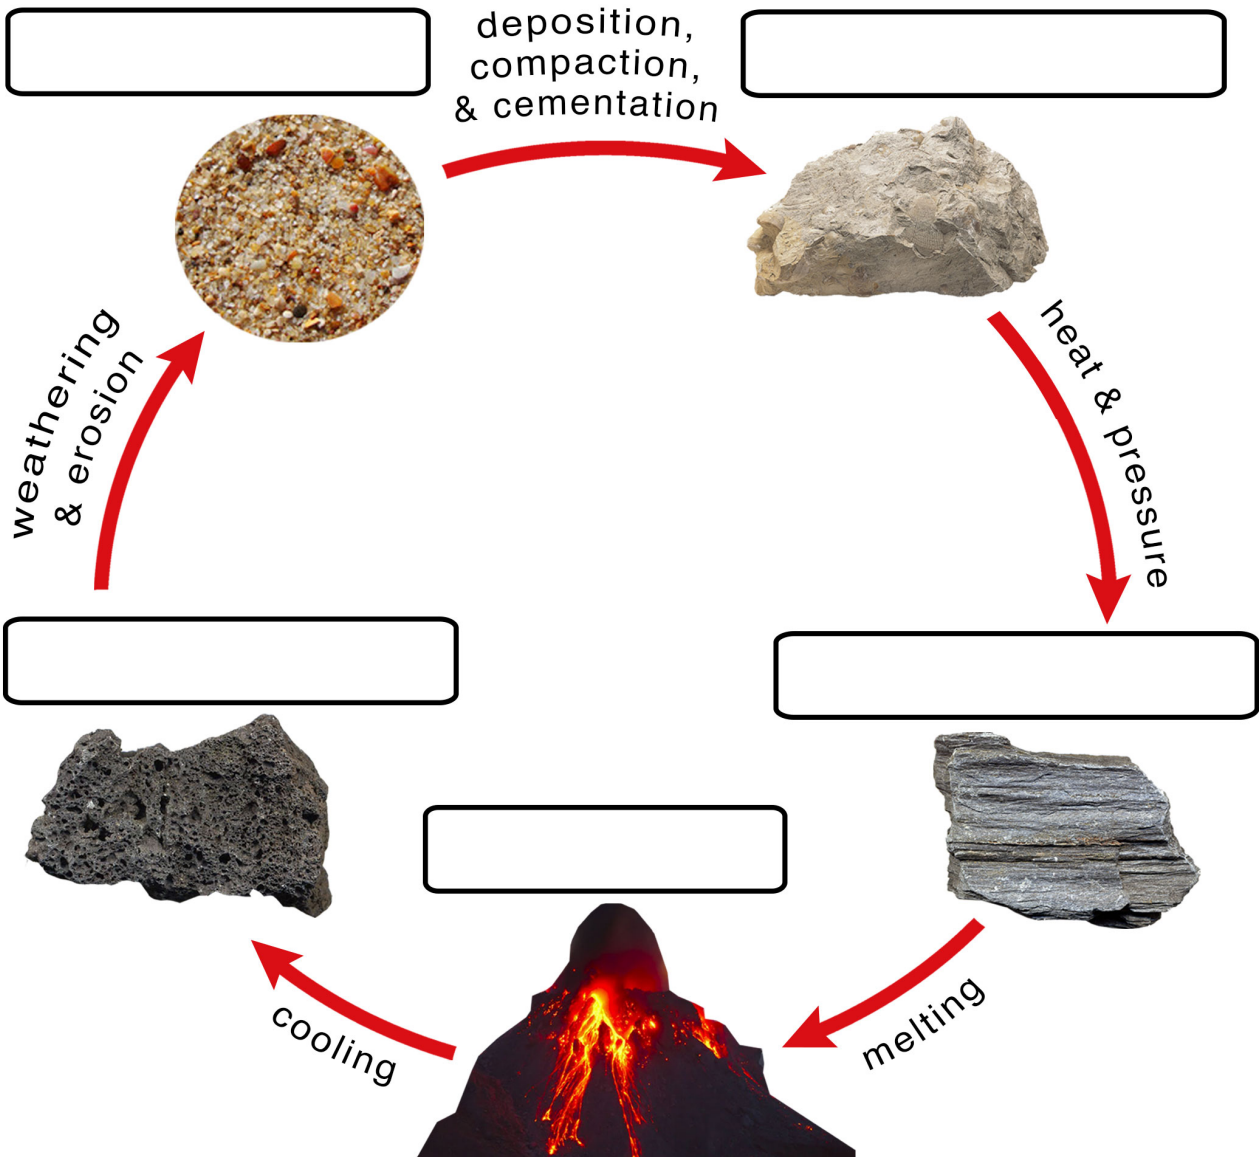 deposition,
compaction,
& cementation
weathering
& erosion
heat & pressure
melting
cooling